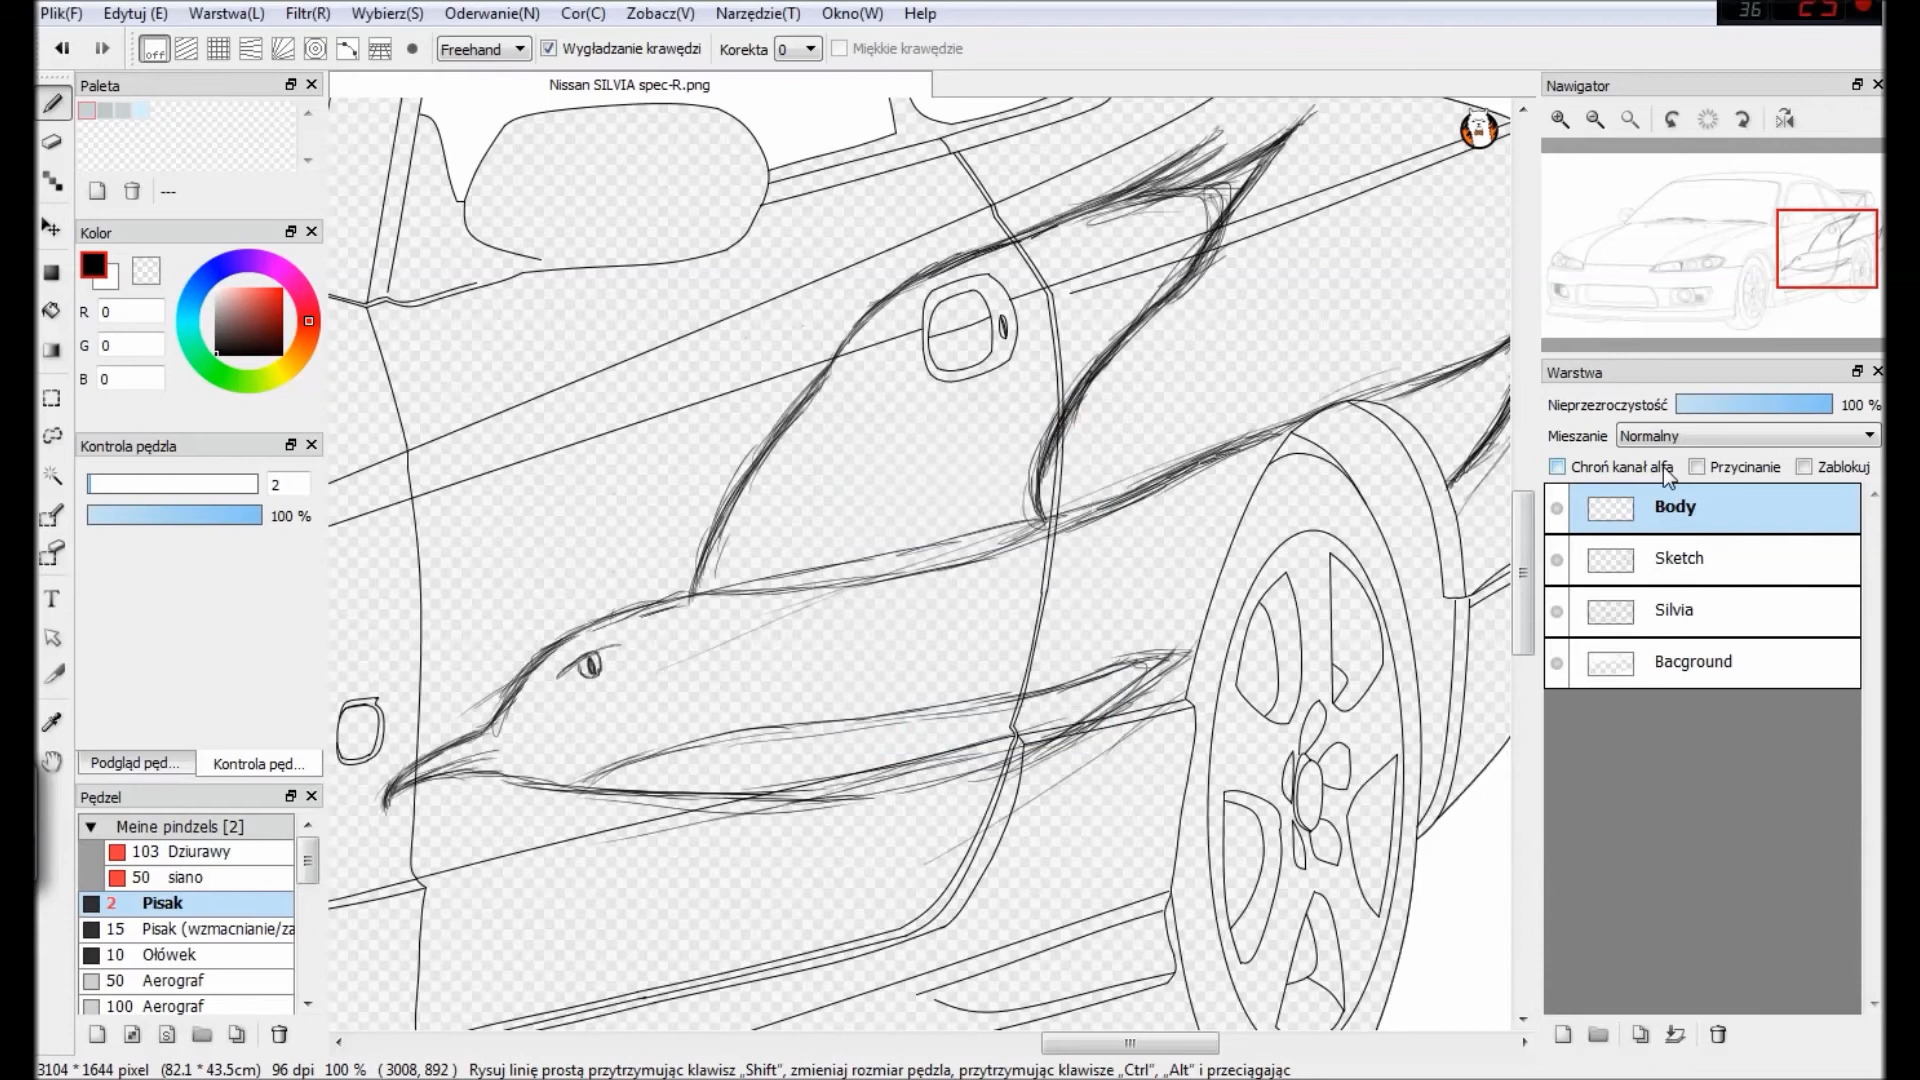 Plik(F) Edytuj (E) Warstwa(L) Filtr(R) Wybierz(S) Oderwanie(N) Cor(C) Zobacz(V) Narzędzie(T) Okno(W) Help
36 25
off Freehand Wygładzanie krawędzi Korekta 0 Miękkie krawędzie
Paleta
Nissan SILVIA spec-R.png
Nawigator
---
Kolor
R 0
G 0
B 0
Warstwa
Nieprzezroczystość 100 %
Mieszanie Normalny
Chroń kanał alfa Przycinanie Zablokuj
Kontrola pędzla
2
100 %
Body
Sketch
Silvia
Bacground
Podgląd pęd... Kontrola pęd...
Pędzel
Meine pindzels [2]
103 Dziurawy
50 siano
2 Pisak
15 Pisak (wzmacnianie/za
10 Ołówek
50 Aerograf
100 Aerograf
T
S
3104 * 1644 pixel (82.1 * 43.5cm) 96 dpi 100 % ( 3008, 892 ) Rysuj linię prostą przytrzymując klawisz „Shift”, zmieniaj rozmiar pędzla, przytrzymując klawisze „Ctrl”, „Alt” i przeciągając